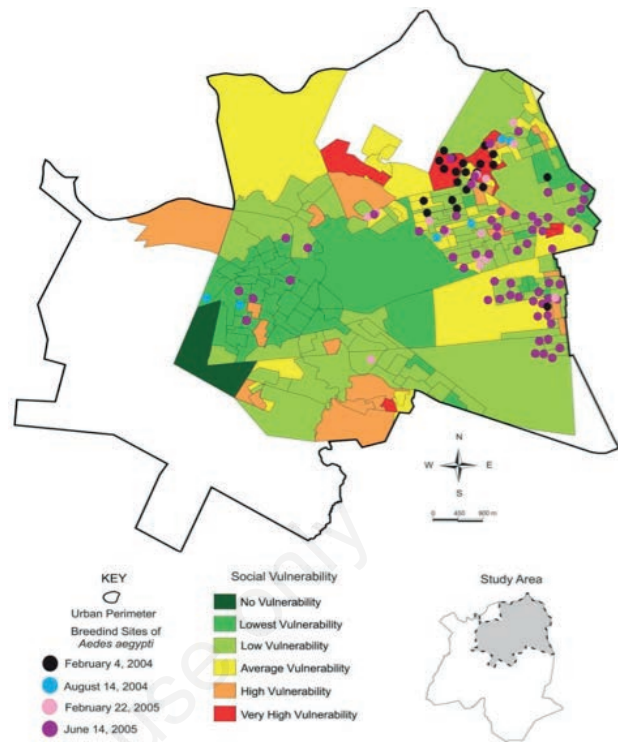 N
W E
S
0 450 900 m
KEY
Urban Perimeter
Breedind Sites of
Aedes aegypti
February 4, 2004
August 14, 2004
February 22, 2005
June 14, 2005
Social Vulnerability
No Vulnerability
Lowest Vulnerability
Low Vulnerability
Average Vulnerability
High Vulnerability
Very High Vulnerability
Study Area
use only